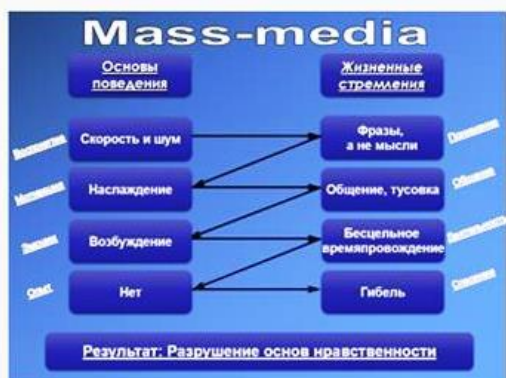 Mass-media
Основы
поведения
Жизненные
стремления
Скорость и шум
Фразы,
а не мысли
Наслаждение
Общение, тусовка
Возбуждение
Бесцельное
времяпровождение
Нет
Гибель
Опыт
Результат: Разрушение основ нравственности